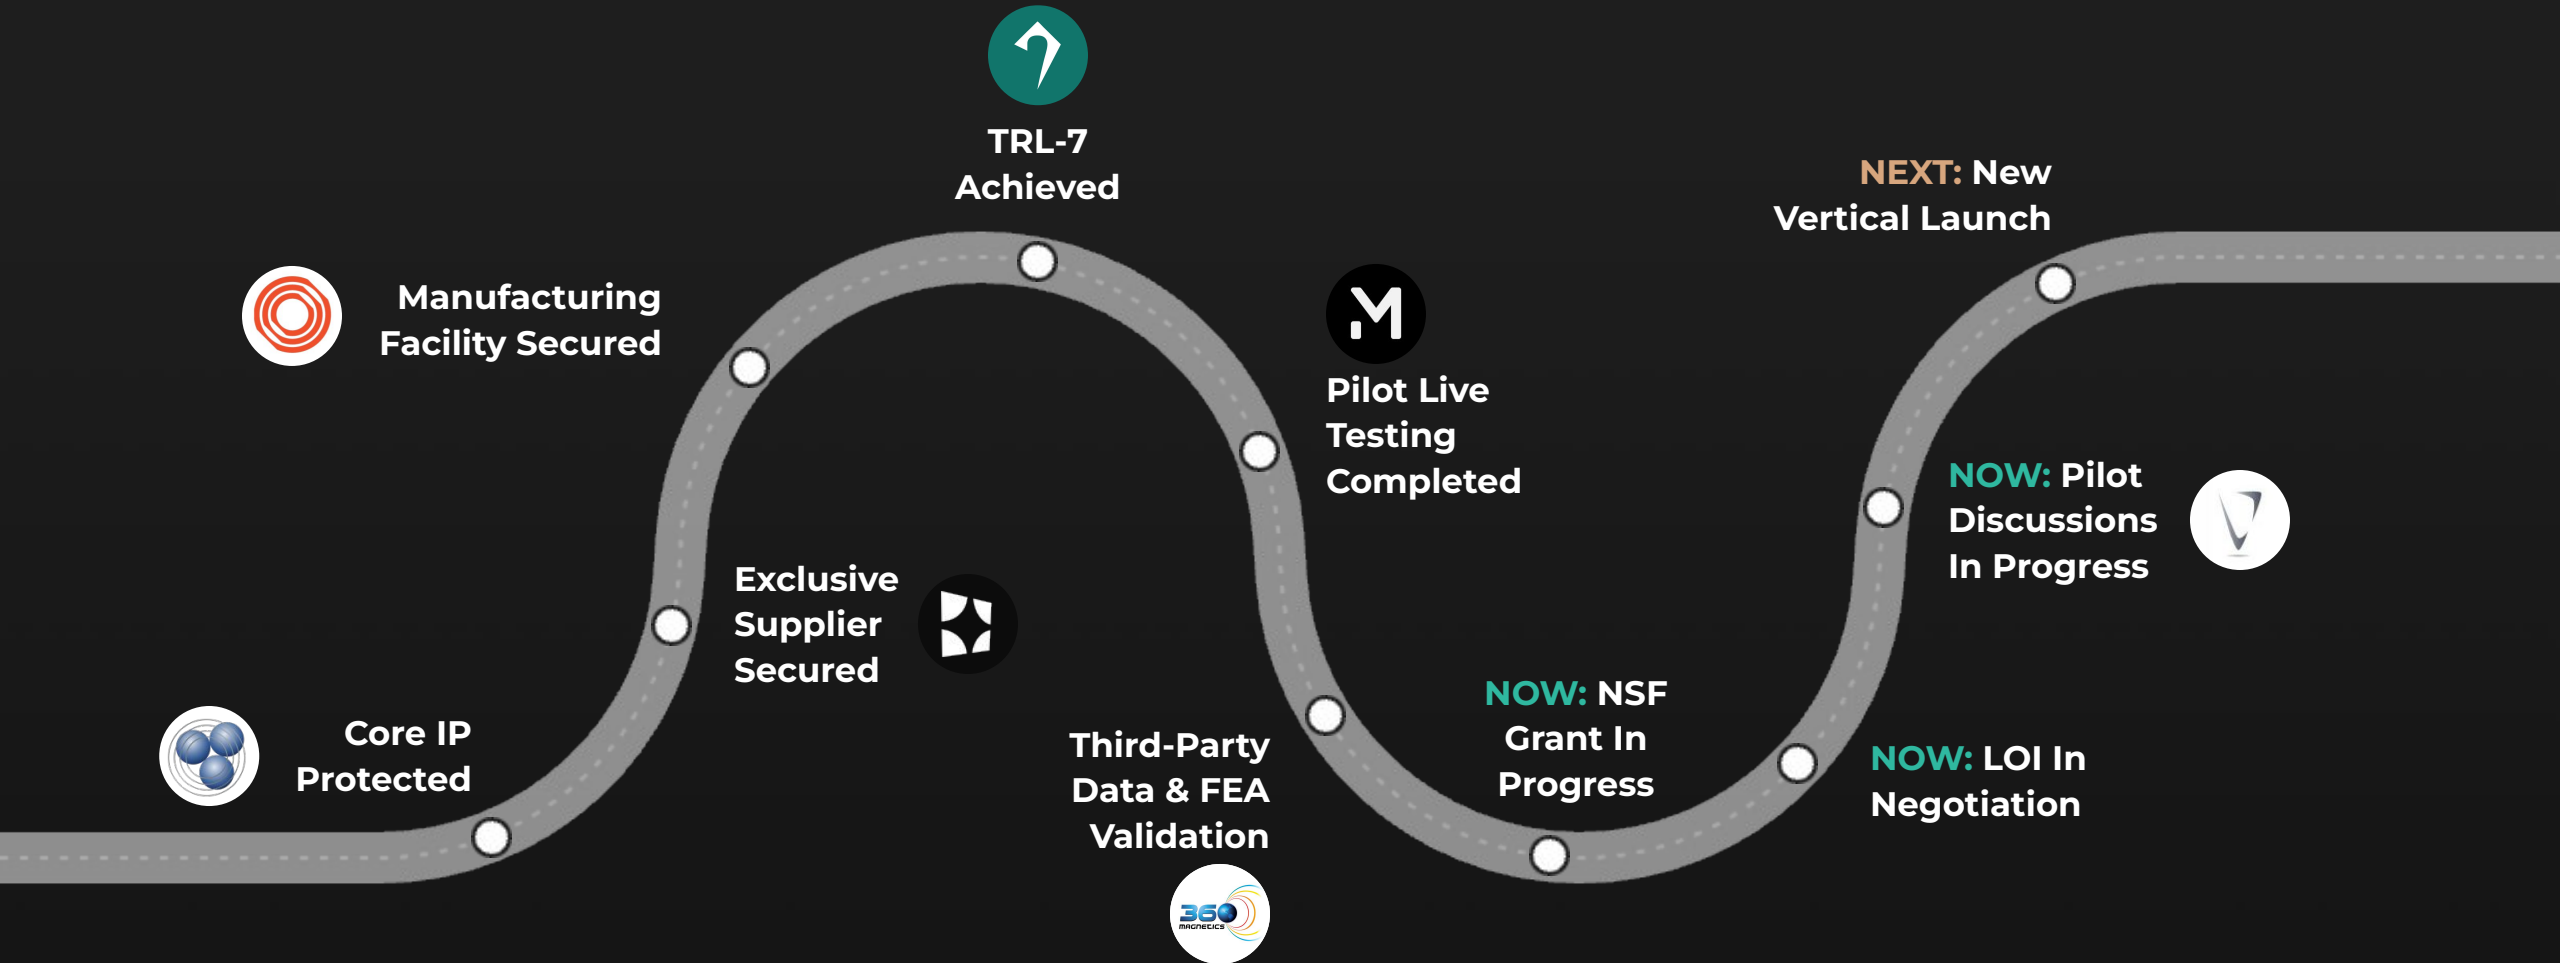 Core IP
Protected
Exclusive
Supplier
Secured
Manufacturing
Facility Secured
TRL-7
Achieved
M
Pilot Live
Testing
Completed
Third-Party
Data & FEA
Validation
360
MAGNETICS
NOW: NSF
Grant In
Progress
NOW: LOI In
Negotiation
NOW: Pilot
Discussions
In Progress
NEXT: New
Vertical Launch